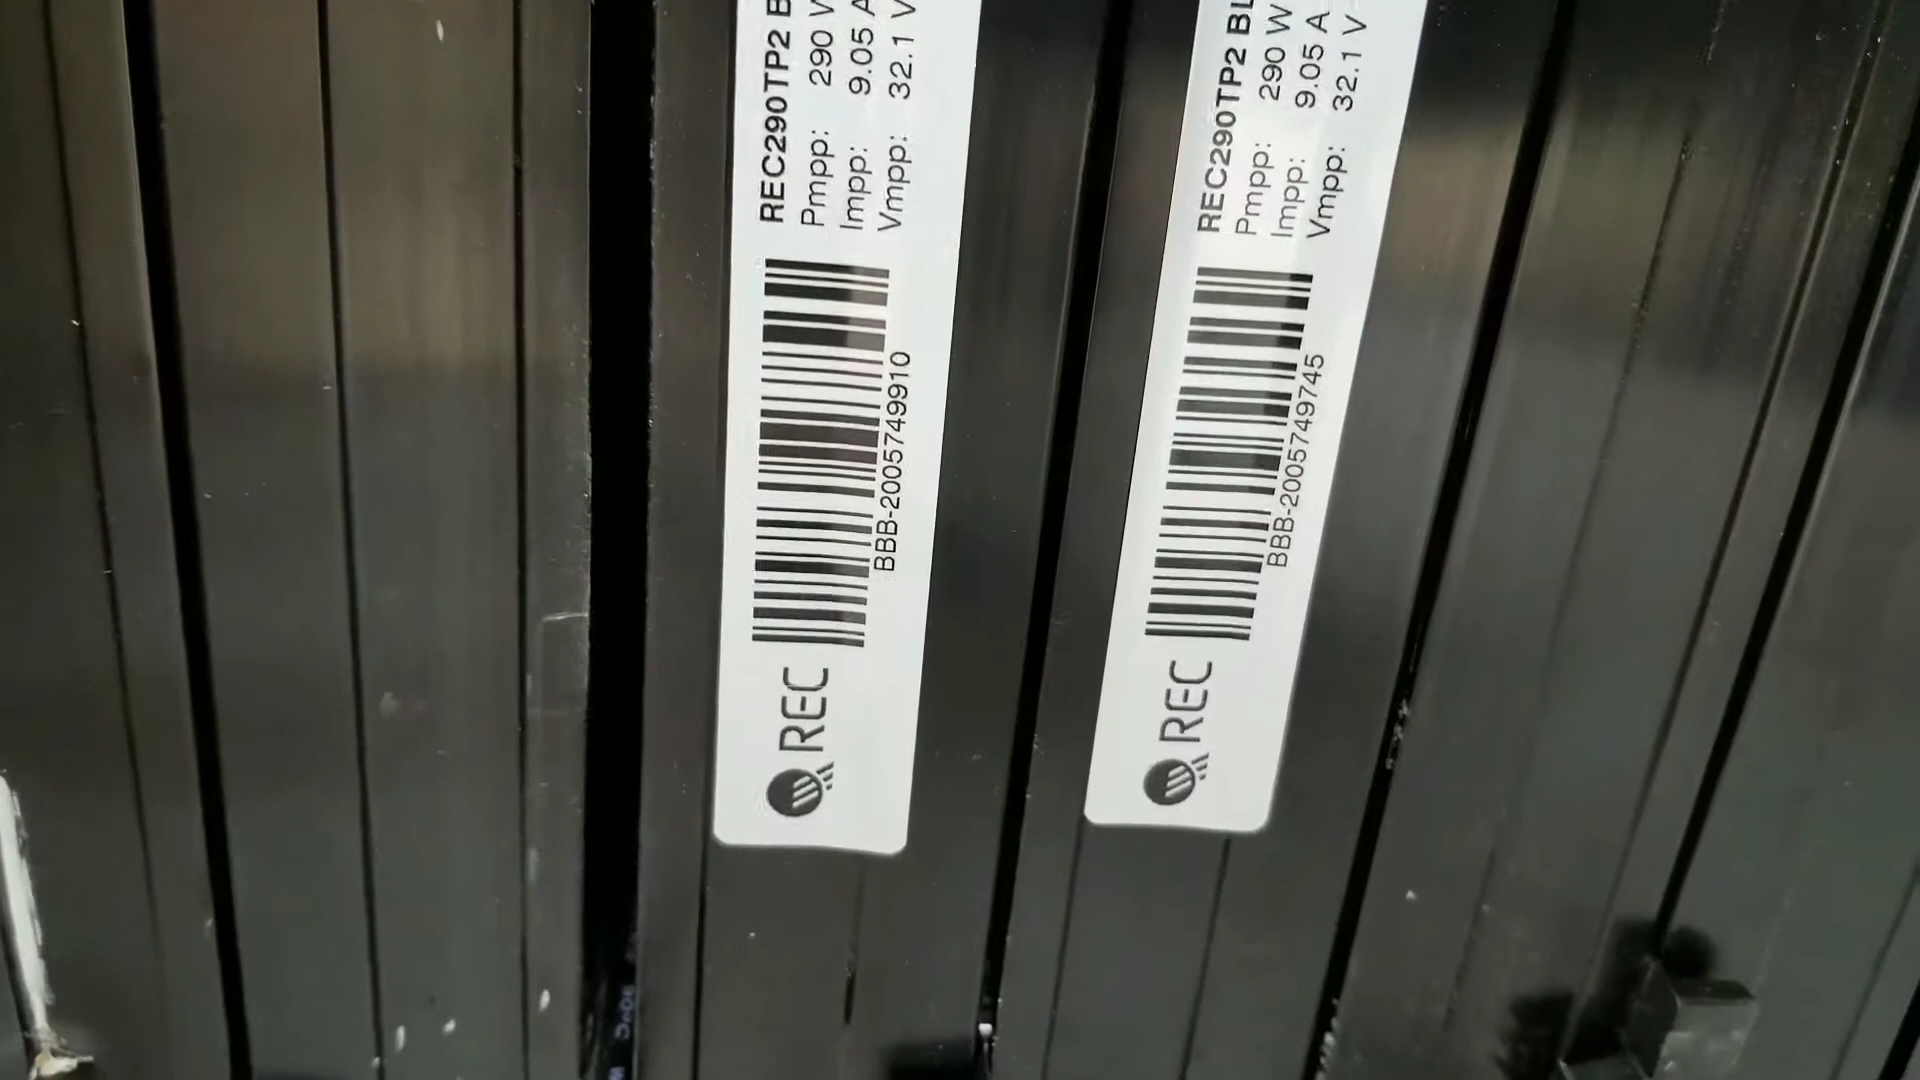 REC290TP2 B
Pmpp: 290 W
Impp: 9.05 A
Vmpp: 32.1 V
BBB-2005749910
REC
REC290TP2 BL
Pmpp: 290 W
Impp: 9.05 A
Vmpp: 32.1 V
BBB-2005749745
REC